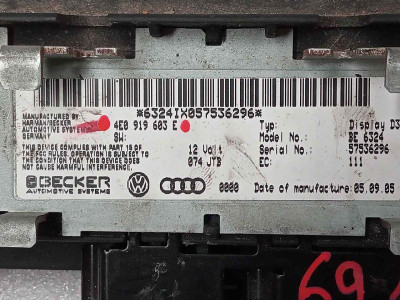 *6324IX057536296*
MANUFACTURED BY
HARMAN/BECKER
AUTOMOTIVE SYSTEMS
GERMANY
4E0 919 603 E
SW:
Typ: Display D3
Model No.: BE 6324
12 Volt Serial No.: 57536296
074 JTB EC: 111
THIS DEVICE COMPLIES WITH PART 15 OF
FCC RULES. OPERATION IS SUBJECT TO
THE CONDITION THAT THIS DEVICE DOES
NOT CAUSE HARMFUL INTERFERENCE
BECKER
AUTOMOTIVE SYSTEMS
0000 Date of manufacture: 05.09.05
69